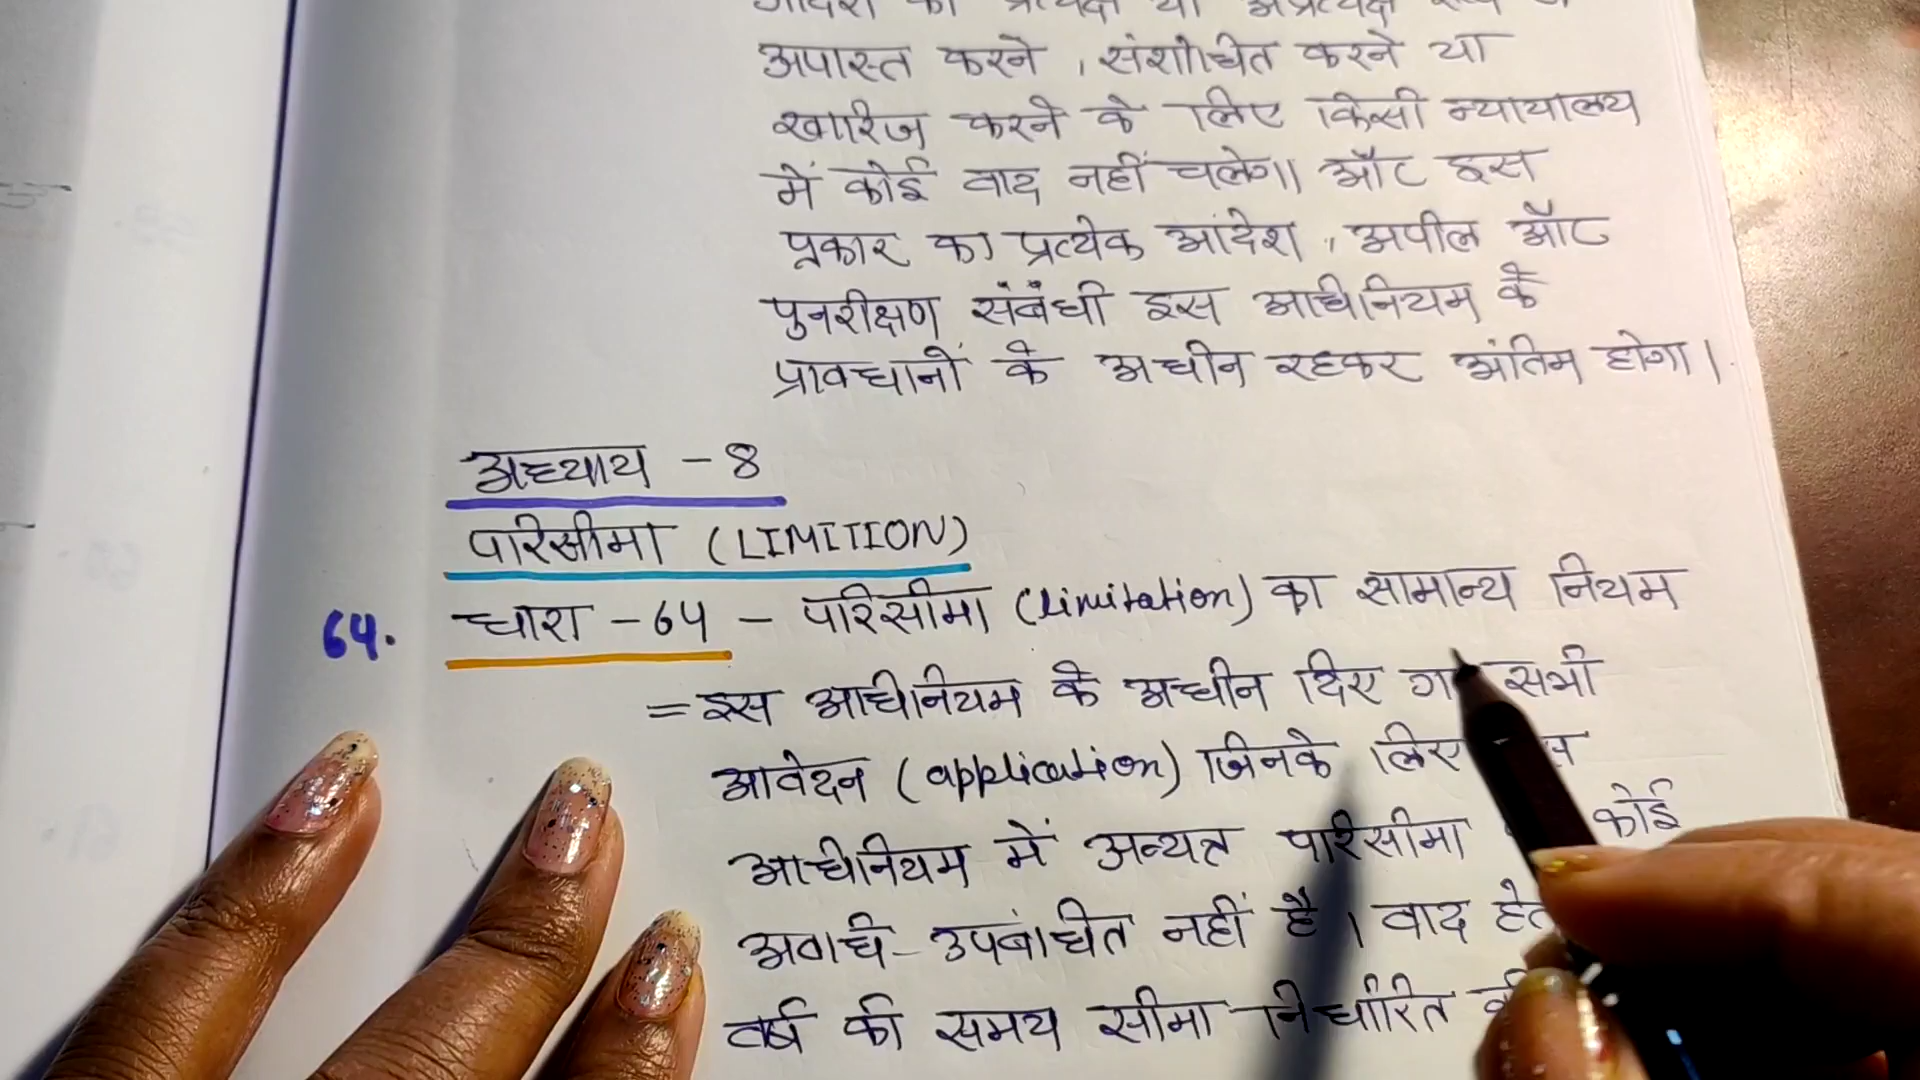 अपास्त करने, संशोधित करने या
खारिज करने के लिए किसी न्यायालय
में कोई वाद नहीं चलेगा। और इस
प्रकार का प्रत्येक आदेश, अपील और
पुनरीक्षण संबंधी इस अधिनियम के
प्रावधानों के अधीन रहकर अंतिम होगा।
अध्याय - 8
परिसीमा (LIMITION)
64. धारा - 64 - परिसीमा (limitation) का सामान्य नियम
= इस अधिनियम के अधीन दिए सभी
आवेदन (application) जिनके लिए
अधिनियम में अन्यत्र परिसीमा कोई
अवधि - उपबंधित नहीं है। वाद
वर्ष की समय सीमा निर्धारित